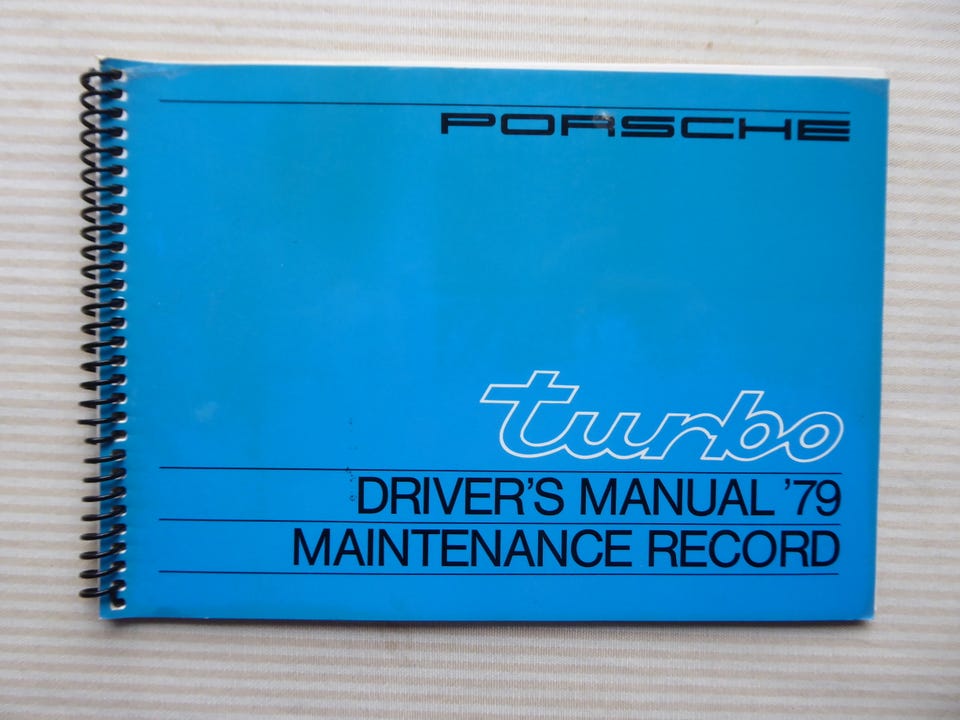 PORSCHE
turbo
DRIVER'S MANUAL '79
MAINTENANCE RECORD